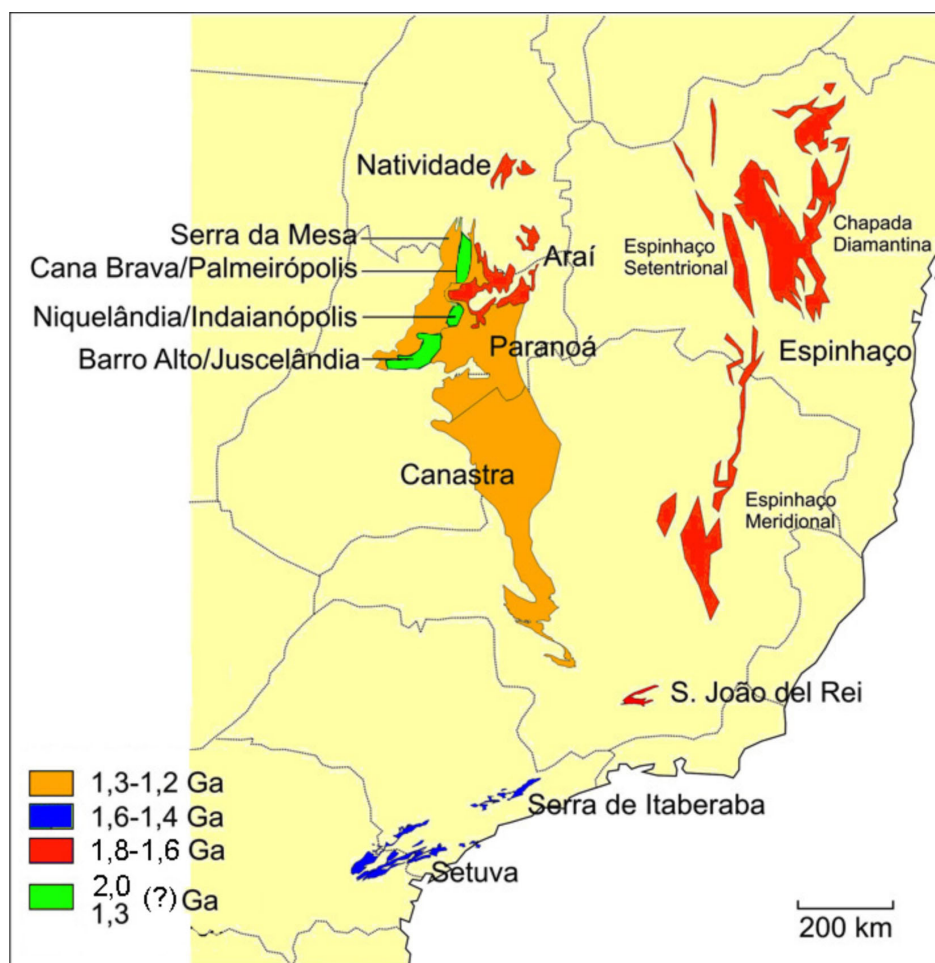 Natividade
Serra da Mesa
Cana Brava/Palmeirópolis
Niquelândia/Indaianópolis
Barro Alto/Juscelândia
Araí
Paranoá
Canastra
Espinhaço
Setentrional
Chapada
Diamantina
Espinhaço
Espinhaço
Meridional
S. João del Rei
Serra de Itaberaba
Setuva
1,3-1,2 Ga
1,6-1,4 Ga
1,8-1,6 Ga
2,0
1,3 (?) Ga
200 km